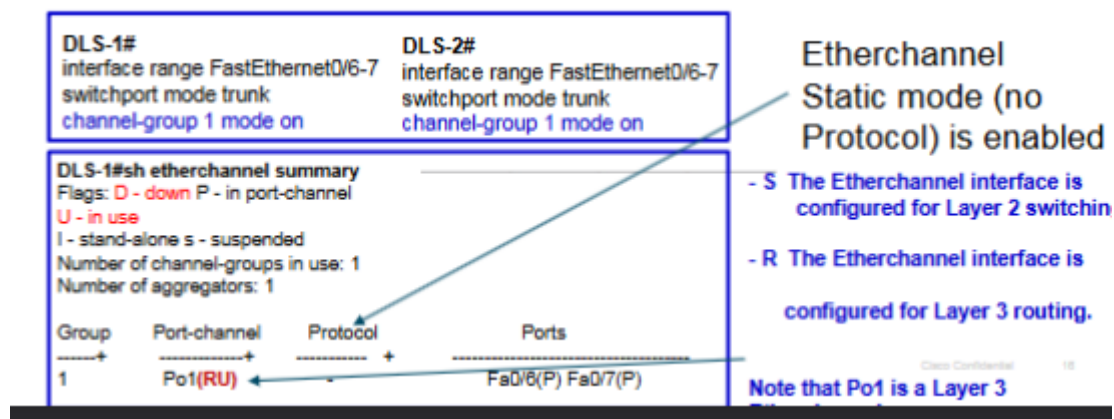 DLS-1#
interface range FastEthernet0/6-7
switchport mode trunk
channel-group 1 mode on
DLS-2#
interface range FastEthernet0/6-7
switchport mode trunk
channel-group 1 mode on
Etherchannel
Static mode (no
Protocol) is enabled
DLS-1#sh etherchannel summary
Flags: D - down P - in port-channel
U - in use
I - stand-alone s - suspended
Number of channel-groups in use: 1
Number of aggregators: 1
Group Port-channel Protocol Ports
------+ -------------+ ----------- + --------------------------------------
1 Po1(RU) - Fa0/6(P) Fa0/7(P)
- S The Etherchannel interface is
configured for Layer 2 switching
- R The Etherchannel interface is
configured for Layer 3 routing.
Cisco Confidential 16
Note that Po1 is a Layer 3